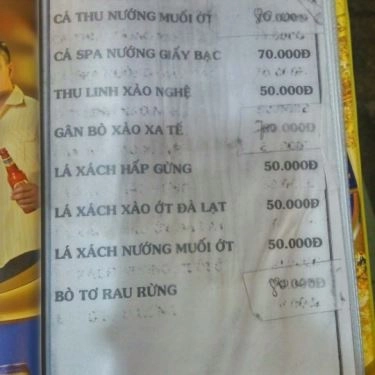 CÁ THU NƯỚNG MUỐI ỚT
CÁ SPA NƯỚNG GIẤY BẠC 70.000Đ
THỤ LINH XÀO NGHỆ 50.000Đ
GÂN BÒ XÀO XA TẾ
LÁ XÁCH HẤP GỪNG 50.000Đ
LÁ XÁCH XÀO ỚT ĐÀ LẠT 50.000Đ
LÁ XÁCH NƯỚNG MUỐI ỚT 50.000Đ
BÒ TƠ RAU RỪNG